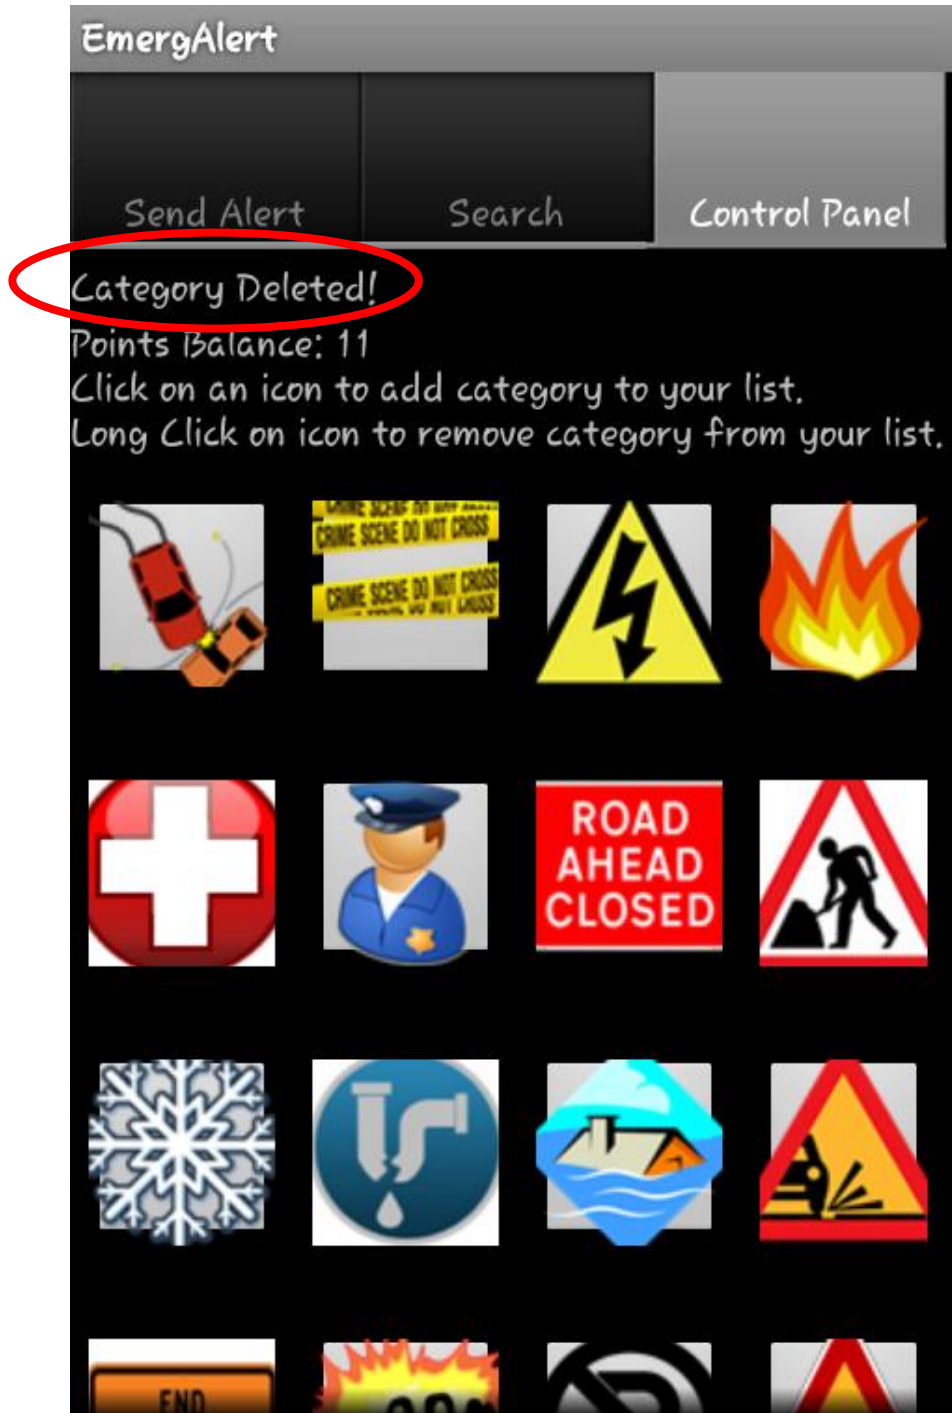 EmergAlert
Send Alert
Search
Control Panel
Category Deleted!
Points Balance: 11
Click on an icon to add category to your list.
Long Click on icon to remove category from your list.
CRIME SCENE DO NOT CROSS
CRIME SCENE DO NOT CROSS
ROAD
AHEAD
CLOSED
END